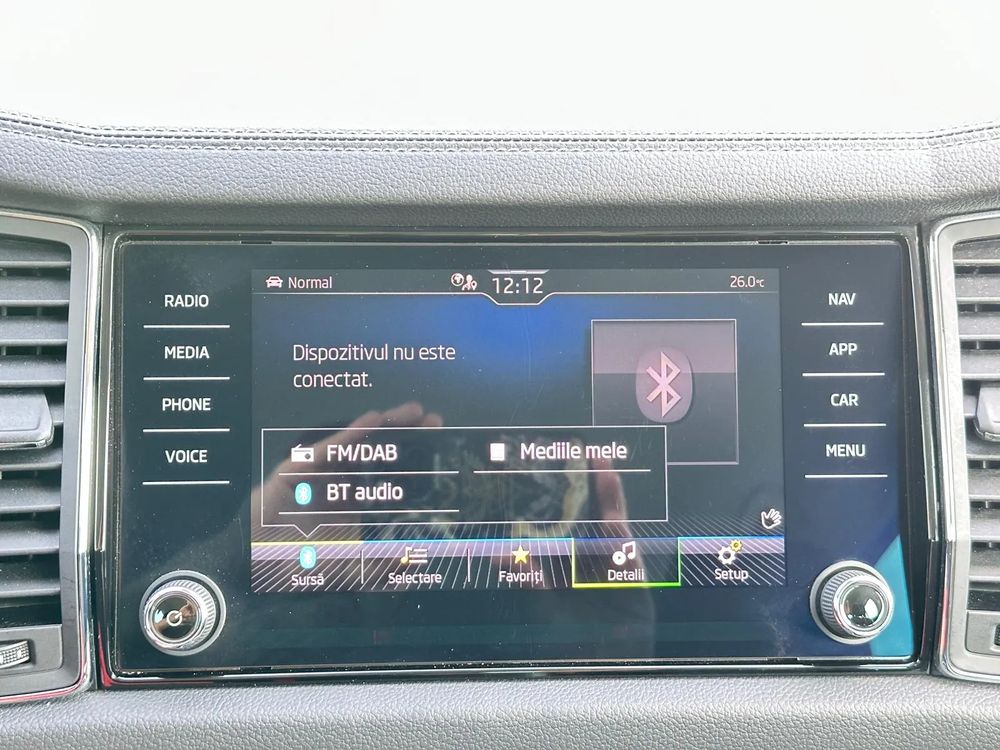 RADIO
MEDIA
PHONE
VOICE
Normal
12:12
26.0°C
Dispozitivul nu este
conectat.
FM/DAB
Mediile mele
BT audio
Sursă
Selectare
Favoriți
Detalii
Setup
NAV
APP
CAR
MENU